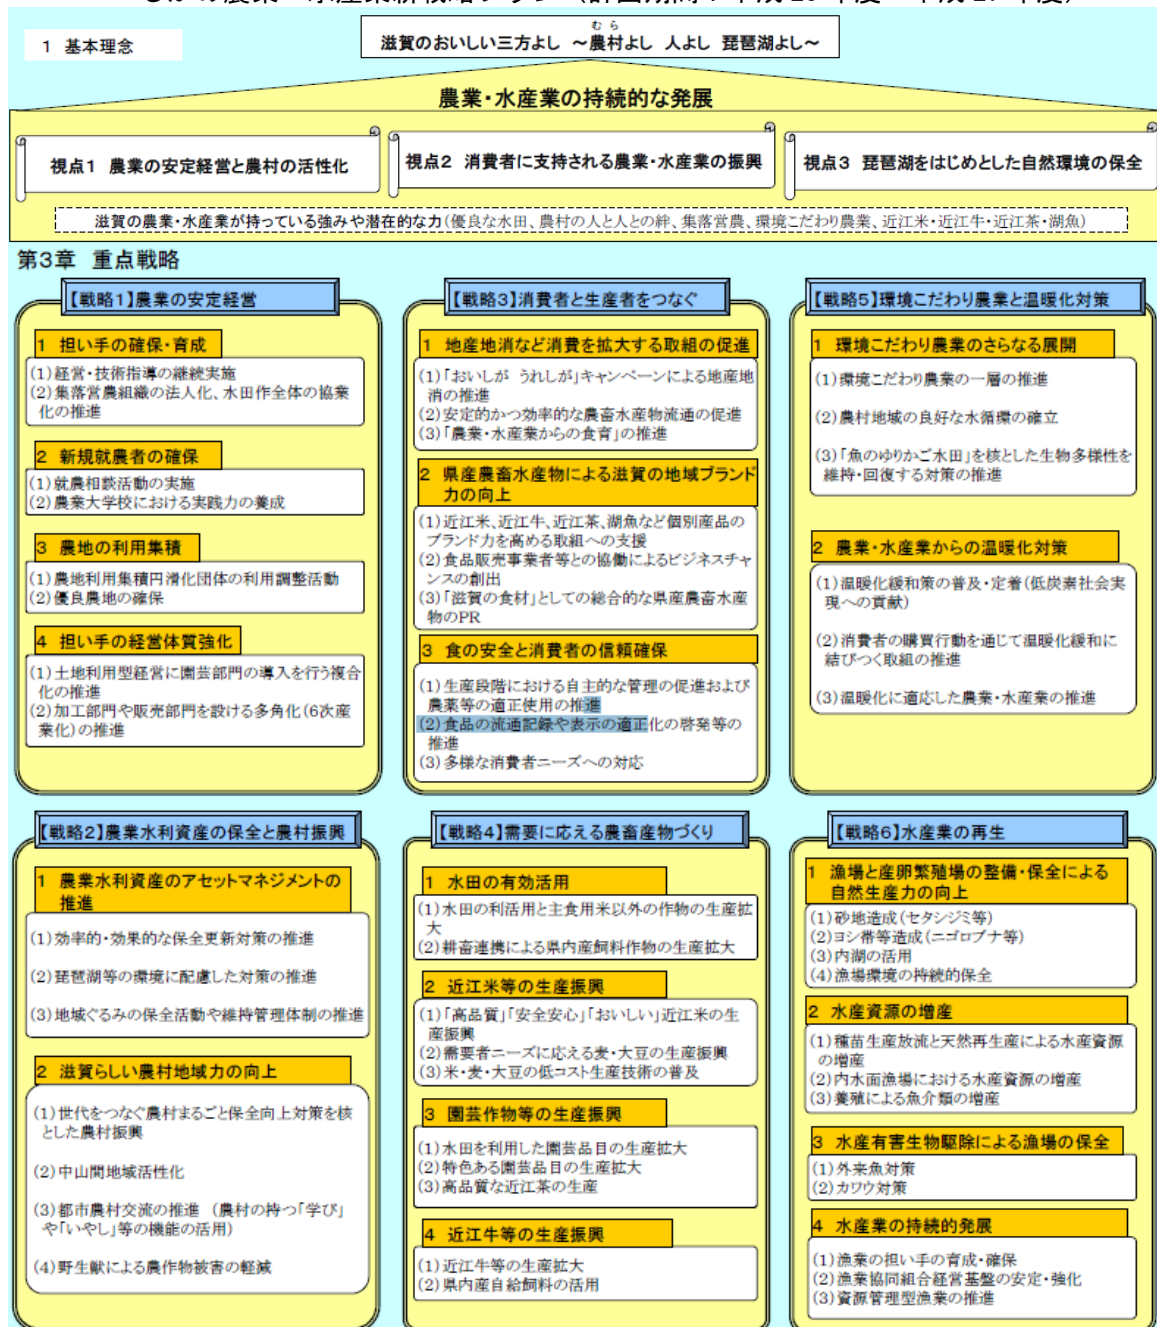 1 基本理念
むら
滋賀のおいしい三方よし ～農村よし 人よし 琵琶湖よし～
農業・水産業の持続的な発展
視点1 農業の安定経営と農村の活性化
視点2 消費者に支持される農業・水産業の振興
視点3 琵琶湖をはじめとした自然環境の保全
滋賀の農業・水産業が持っている強みや潜在的な力(優良な水田、農村の人と人との絆、集落営農、環境こだわり農業、近江米・近江牛・近江茶・湖魚)
第3章 重点戦略
【戦略1】農業の安定経営
1 担い手の確保・育成
(1)経営・技術指導の継続実施
(2)集落営農組織の法人化、水田作全体の協業
化の推進
2 新規就農者の確保
(1)就農相談活動の実施
(2)農業大学校における実践力の養成
3 農地の利用集積
(1)農地利用集積円滑化団体の利用調整活動
(2)優良農地の確保
4 担い手の経営体質強化
(1)土地利用型経営に園芸部門の導入を行う複合
化の推進
(2)加工部門や販売部門を設ける多角化(6次産
業化)の推進
【戦略3】消費者と生産者をつなぐ
1 地産地消など消費を拡大する取組の促進
(1)「おいしが うれしが」キャンペーンによる地産地
消の推進
(2)安定的かつ効率的な農畜水産物流通の促進
(3)「農業・水産業からの食育」の推進
2 県産農畜水産物による滋賀の地域ブランド
力の向上
(1)近江米、近江牛、近江茶、湖魚など個別産品の
ブランド力を高める取組への支援
(2)食品販売事業者等との協働によるビジネスチャ
ンスの創出
(3)「滋賀の食材」としての総合的な県産農畜水産
物のPR
3 食の安全と消費者の信頼確保
(1)生産段階における自主的な管理の促進および
農薬等の適正使用の推進
(2)食品の流通記録や表示の適正化の啓発等の
推進
(3)多様な消費者ニーズへの対応
【戦略5】環境こだわり農業と温暖化対策
1 環境こだわり農業のさらなる展開
(1)環境こだわり農業の一層の推進
(2)農村地域の良好な水循環の確立
(3)「魚のゆりかご水田」を核とした生物多様性を
維持・回復する対策の推進
2 農業・水産業からの温暖化対策
(1)温暖化緩和策の普及・定着(低炭素社会実
現への貢献)
(2)消費者の購買行動を通じて温暖化緩和に
結びつく取組の推進
(3)温暖化に適応した農業・水産業の推進
【戦略2】農業水利資産の保全と農村振興
1 農業水利資産のアセットマネジメントの
推進
(1)効率的・効果的な保全更新対策の推進
(2)琵琶湖等の環境に配慮した対策の推進
(3)地域ぐるみの保全活動や維持管理体制の推進
2 滋賀らしい農村地域力の向上
(1)世代をつなぐ農村まるごと保全向上対策を核
とした農村振興
(2)中山間地域活性化
(3)都市農村交流の推進 (農村の持つ「学び」
や「いやし」等の機能の活用)
(4)野生獣による農作物被害の軽減
【戦略4】需要に応える農畜産物づくり
1 水田の有効活用
(1)水田の利活用と主食用米以外の作物の生産拡
大
(2)耕畜連携による県内産飼料作物の生産拡大
2 近江米等の生産振興
(1)「高品質」「安全安心」「おいしい」近江米の生
産振興
(2)需要者ニーズに応える麦・大豆の生産振興
(3)米・麦・大豆の低コスト生産技術の普及
3 園芸作物等の生産振興
(1)水田を利用した園芸品目の生産拡大
(2)特色ある園芸品目の生産拡大
(3)高品質な近江茶の生産
4 近江牛等の生産振興
(1)近江牛等の生産拡大
(2)県内産自給飼料の活用
【戦略6】水産業の再生
1 漁場と産卵繁殖場の整備・保全による
自然生産力の向上
(1)砂地造成(セタシジミ等)
(2)ヨシ帯等造成(ニゴロブナ等)
(3)内湖の活用
(4)漁場環境の持続的保全
2 水産資源の増産
(1)種苗生産放流と天然再生産による水産資源
の増産
(2)内水面漁場における水産資源の増産
(3)養殖による魚介類の増産
3 水産有害生物駆除による漁場の保全
(1)外来魚対策
(2)カワウ対策
4 水産業の持続的発展
(1)漁業の担い手の育成・確保
(2)漁業協同組合経営基盤の安定・強化
(3)資源管理型漁業の推進